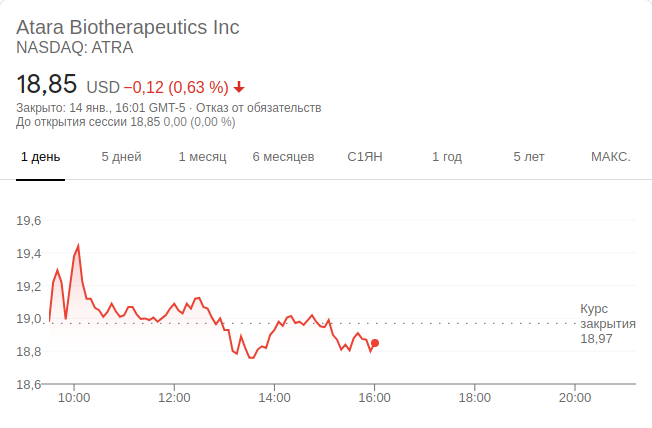 Atara Biotherapeutics Inc
NASDAQ: ATRA
18,85 USD −0,12 (0,63 %)
Закрыто: 14 янв., 16:01 GMT-5 · Отказ от обязательств
До открытия сессии 18,85 0,00 (0,00 %)
1 день 5 дней 1 месяц 6 месяцев С1ЯН 1 год 5 лет МАКС.
19,6
19,4
19,2
19,0
18,8
18,6
Курс
закрытия
18,97
10:00 12:00 14:00 16:00 18:00 20:00